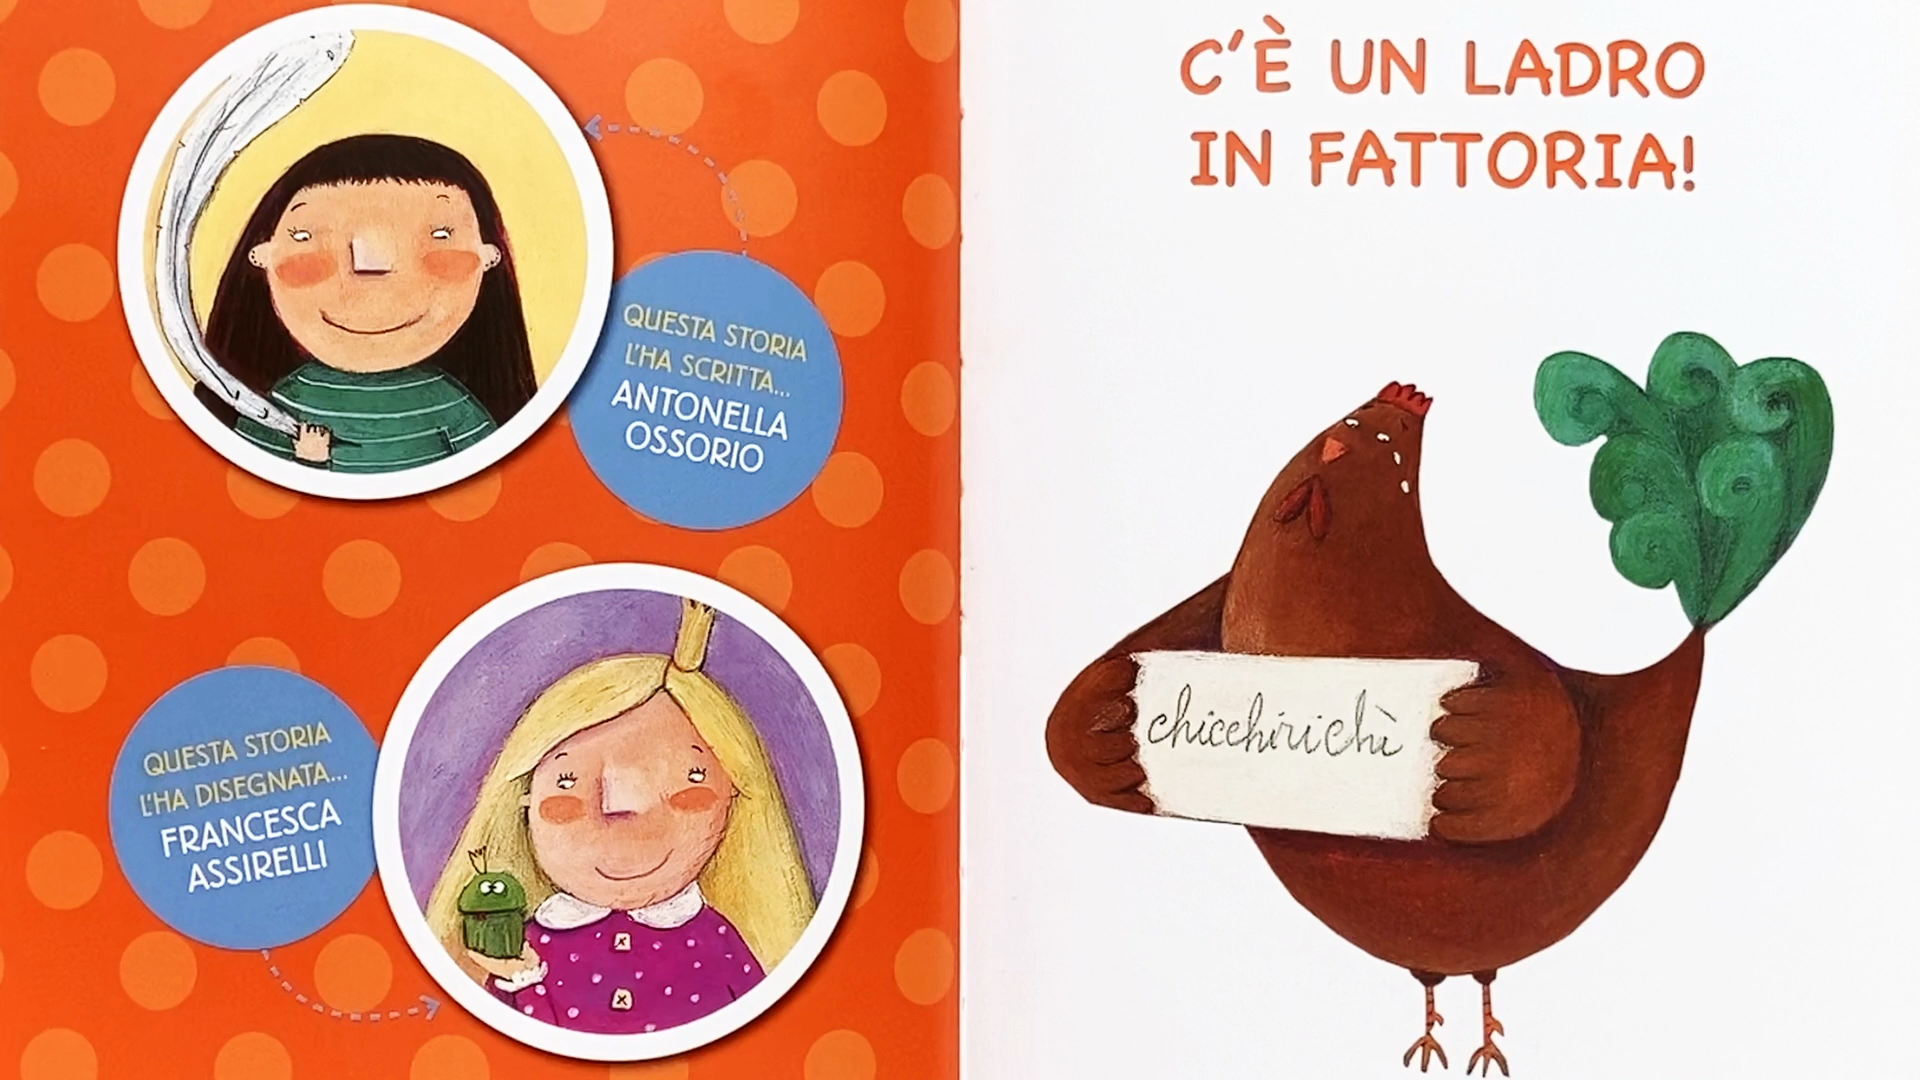 QUESTA STORIA
L'HA SCRITTA...
ANTONELLA
OSSORIO
QUESTA STORIA
L'HA DISEGNATA...
FRANCESCA
ASSIRELLI
C'È UN LADRO
IN FATTORIA!
chicchirichì